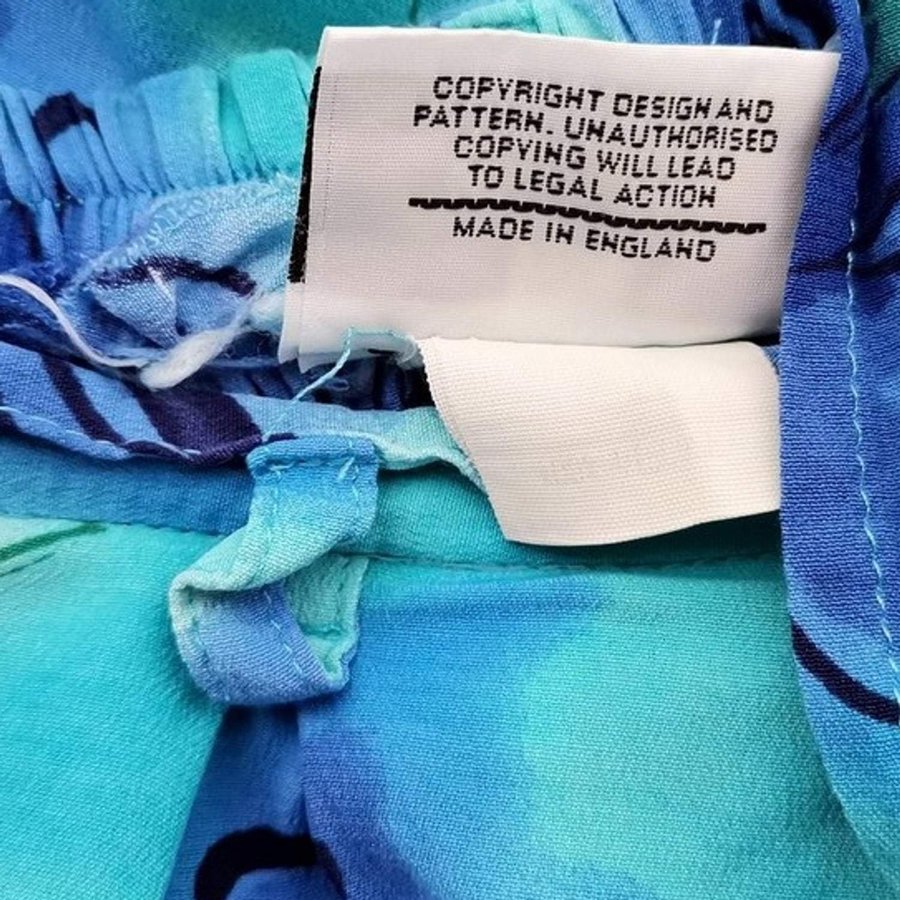 COPYRIGHT DESIGN AND
PATTERN. UNAUTHORISED
COPYING WILL LEAD
TO LEGAL ACTION
MADE IN ENGLAND